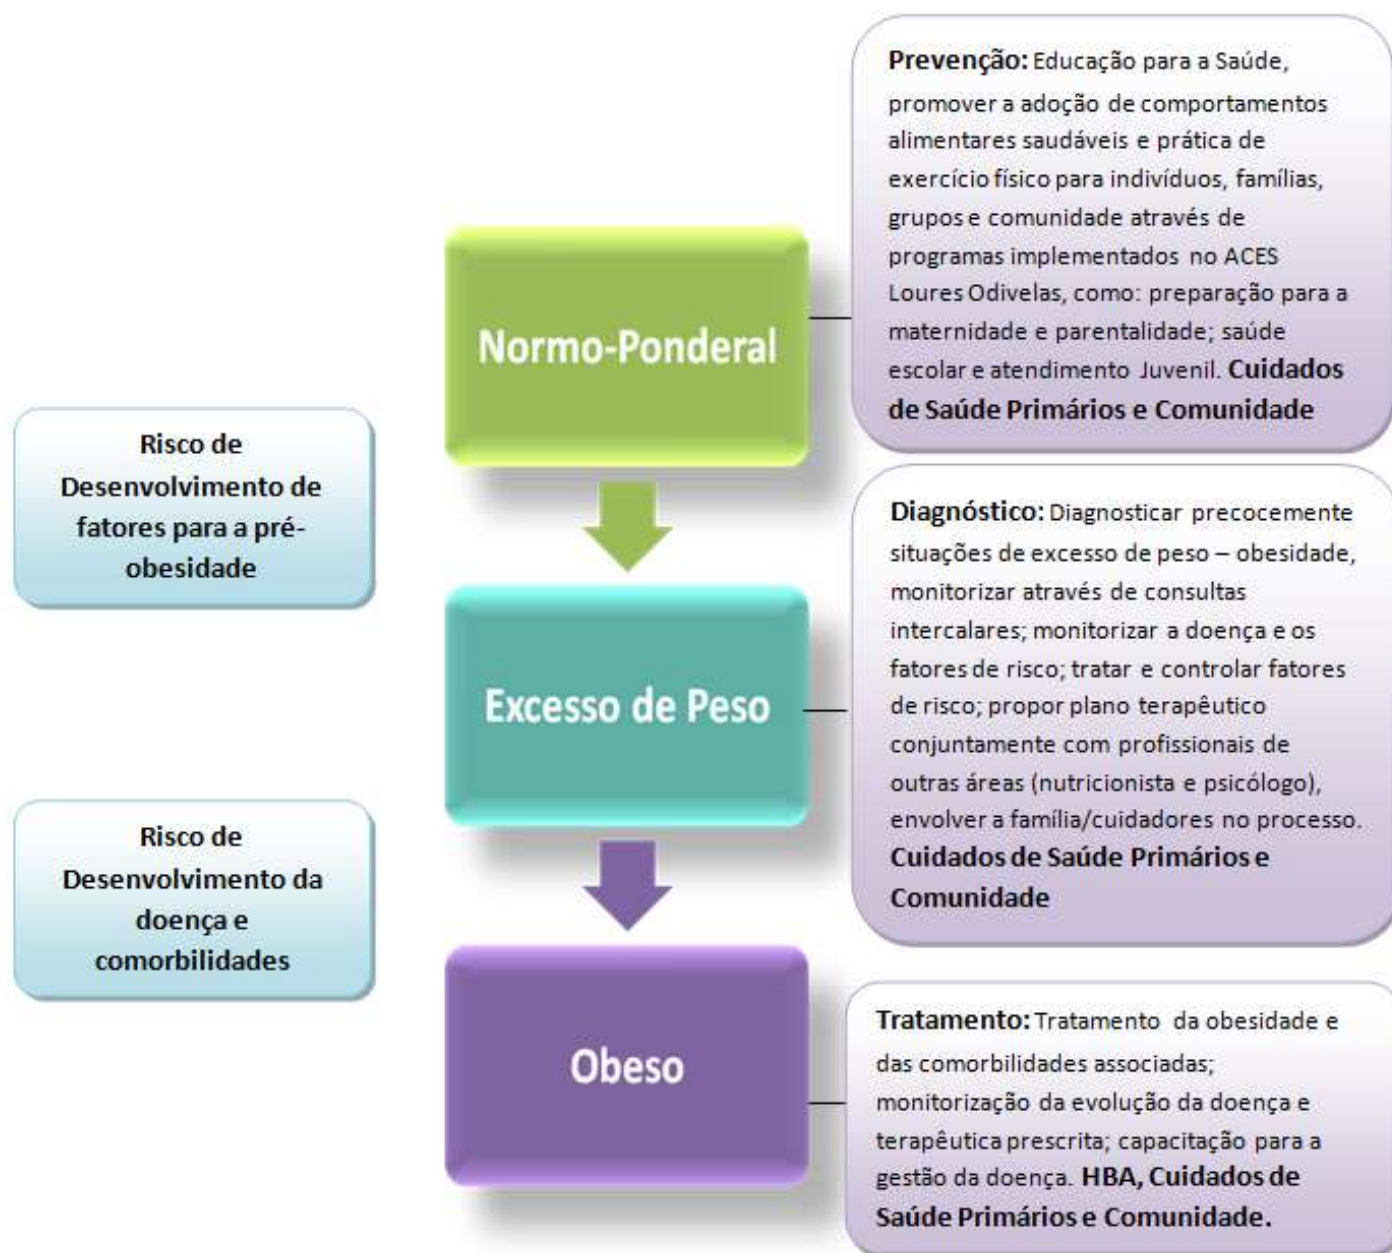 Prevenção: Educação para a Saúde,
promover a adoção de comportamentos
alimentares saudáveis e prática de
exercício físico para indivíduos, famílias,
grupos e comunidade através de
programas implementados no ACES
Loures Odivelas, como: preparação para a
maternidade e parentalidade; saúde
escolar e atendimento Juvenil. Cuidados
de Saúde Primários e Comunidade
Normo-Ponderal
Risco de
Desenvolvimento de
fatores para a pré-
obesidade
Diagnóstico: Diagnosticar precocemente
situações de excesso de peso – obesidade,
monitorizar através de consultas
intercalares; monitorizar a doença e os
fatores de risco; tratar e controlar fatores
de risco; propor plano terapêutico
conjuntamente com profissionais de
outras áreas (nutricionista e psicólogo),
envolver a família/cuidadores no processo.
Cuidados de Saúde Primários e
Comunidade
Excesso de Peso
Risco de
Desenvolvimento da
doença e
comorbilidades
Obeso
Tratamento: Tratamento da obesidade e
das comorbilidades associadas;
monitorização da evolução da doença e
terapêutica prescrita; capacitação para a
gestão da doença. HBA, Cuidados de
Saúde Primários e Comunidade.